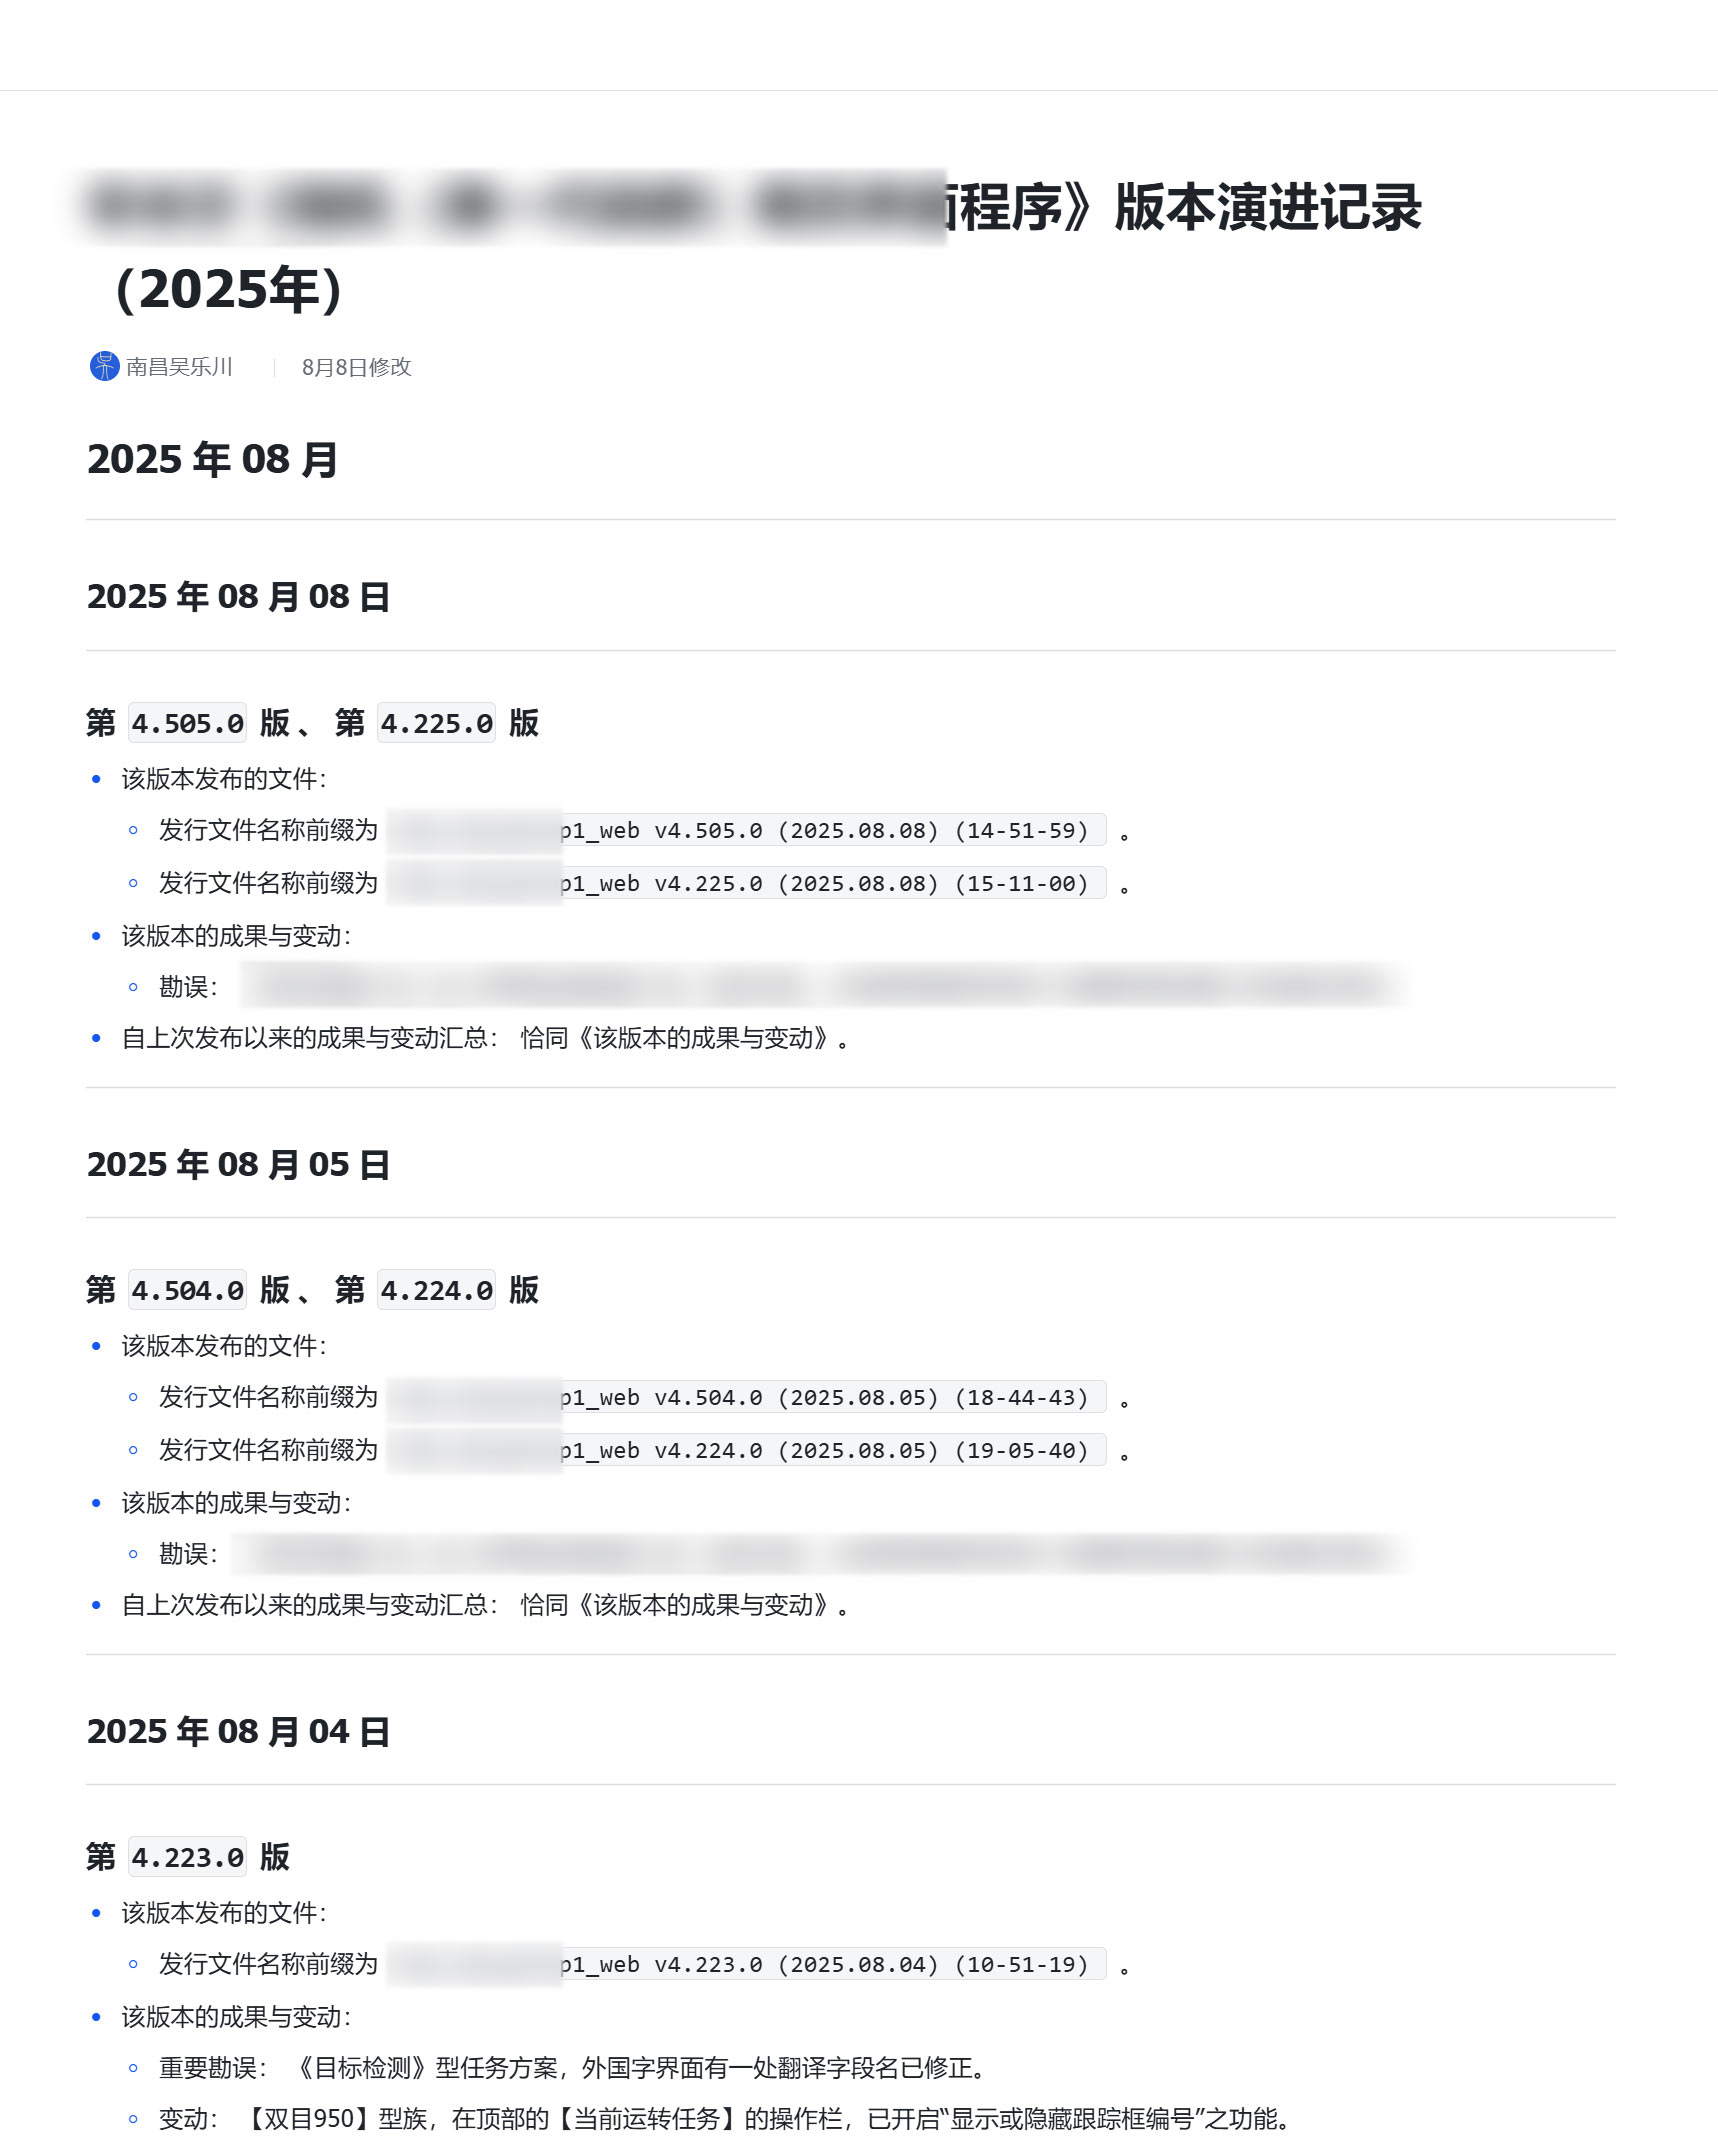 程序》版本演进记录
（2025年）
南昌吴乐川 8月8日修改
2025 年 08 月
2025 年 08 月 08 日
第 4.505.0 版 、 第 4.225.0 版
• 该版本发布的文件：
◦ 发行文件名称前缀为 p1_web v4.505.0 (2025.08.08) (14-51-59) 。
◦ 发行文件名称前缀为 p1_web v4.225.0 (2025.08.08) (15-11-00) 。
• 该版本的成果与变动：
◦ 勘误：
• 自上次发布以来的成果与变动汇总： 恰同《该版本的成果与变动》。
2025 年 08 月 05 日
第 4.504.0 版 、 第 4.224.0 版
• 该版本发布的文件：
◦ 发行文件名称前缀为 p1_web v4.504.0 (2025.08.05) (18-44-43) 。
◦ 发行文件名称前缀为 p1_web v4.224.0 (2025.08.05) (19-05-40) 。
• 该版本的成果与变动：
◦ 勘误：
• 自上次发布以来的成果与变动汇总： 恰同《该版本的成果与变动》。
2025 年 08 月 04 日
第 4.223.0 版
• 该版本发布的文件：
◦ 发行文件名称前缀为 p1_web v4.223.0 (2025.08.04) (10-51-19) 。
• 该版本的成果与变动：
◦ 重要勘误： 《目标检测》型任务方案，外国字界面有一处翻译字段名已修正。
◦ 变动： 【双目950】型族，在顶部的【当前运转任务】的操作栏，已开启“显示或隐藏跟踪框编号”之功能。